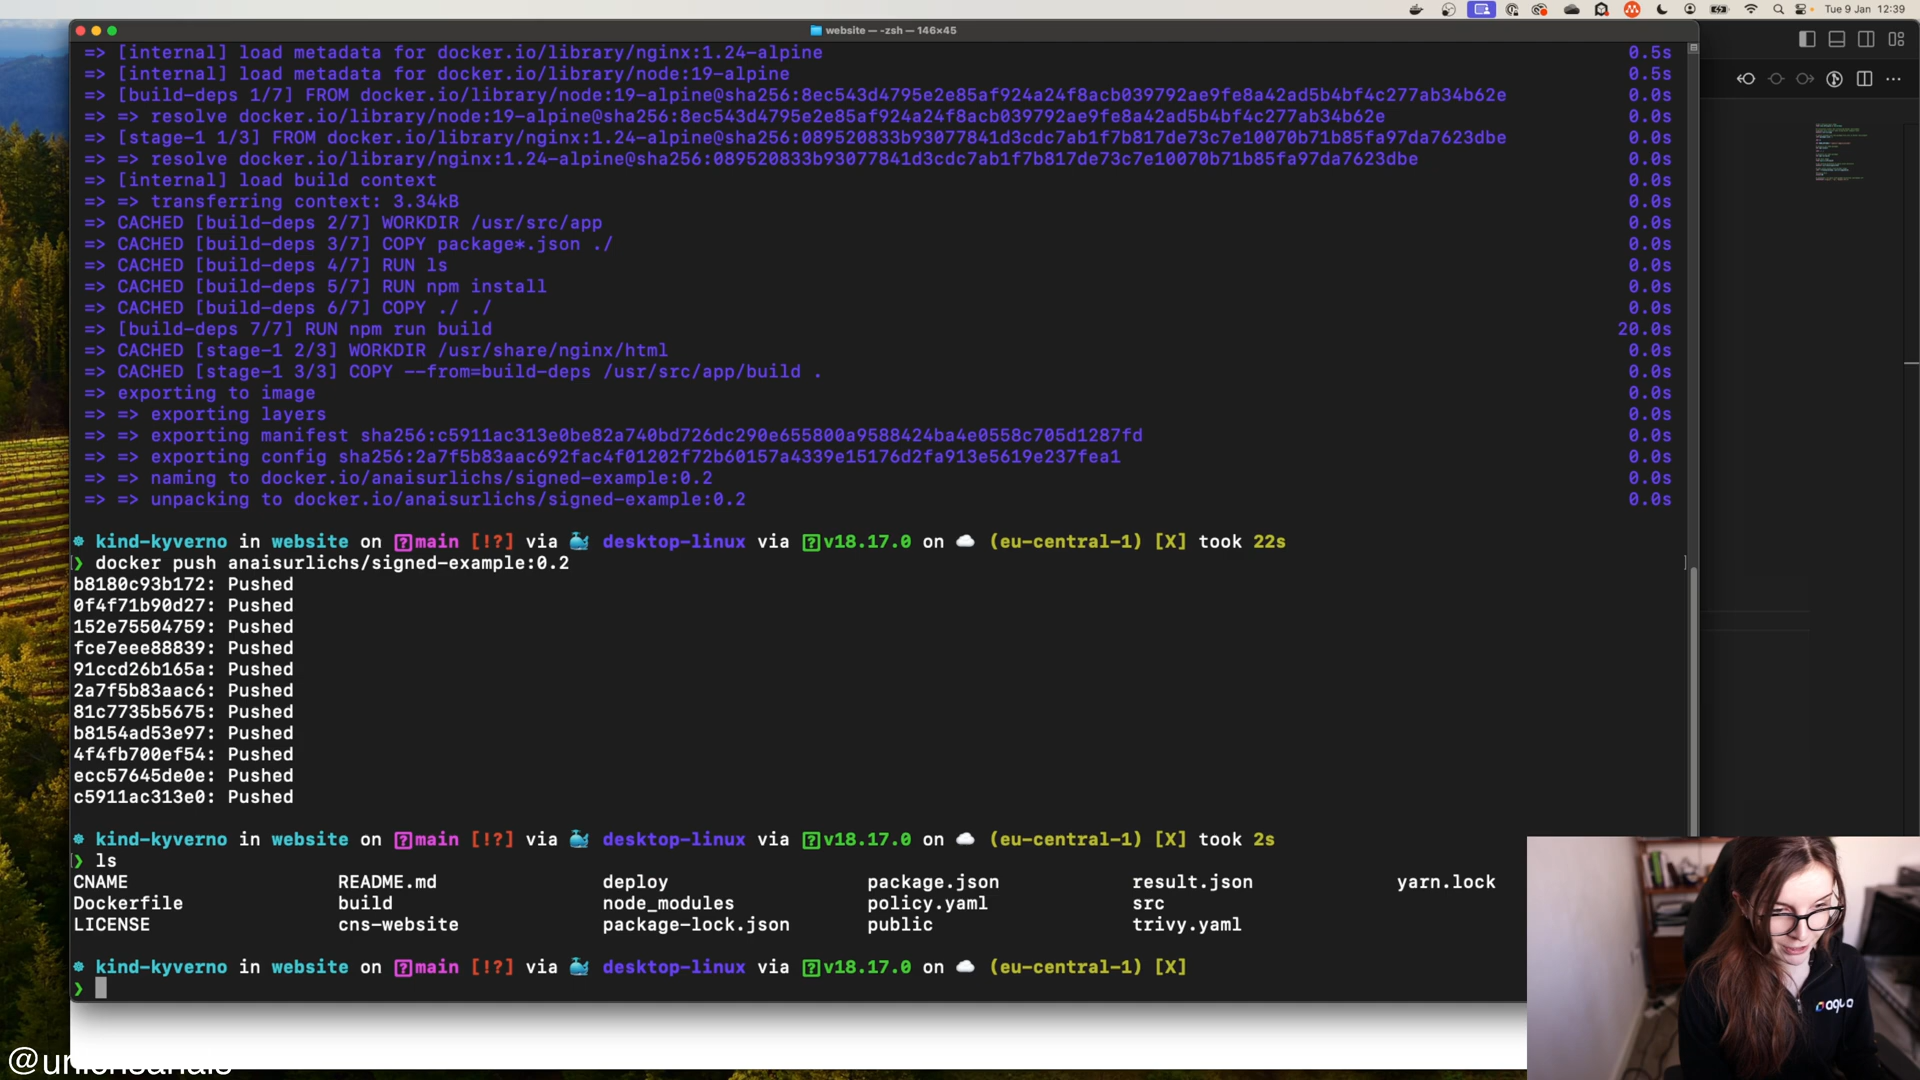 Tue 9 Jan 12:39
website — -zsh — 146×45
=> [internal] load metadata for docker.io/library/nginx:1.24-alpine 0.5s
=> [internal] load metadata for docker.io/library/node:19-alpine 0.5s
=> [build-deps 1/7] FROM docker.io/library/node:19-alpine@sha256:8ec543d4795e2e85af924a24f8acb039792ae9fe8a42ad5b4bf4c277ab34b62e 0.0s
=> => resolve docker.io/library/node:19-alpine@sha256:8ec543d4795e2e85af924a24f8acb039792ae9fe8a42ad5b4bf4c277ab34b62e 0.0s
=> [stage-1 1/3] FROM docker.io/library/nginx:1.24-alpine@sha256:089520833b93077841d3cdc7ab1f7b817de73c7e10070b71b85fa97da7623dbe 0.0s
=> => resolve docker.io/library/nginx:1.24-alpine@sha256:089520833b93077841d3cdc7ab1f7b817de73c7e10070b71b85fa97da7623dbe 0.0s
=> [internal] load build context 0.0s
=> => transferring context: 3.34kB 0.0s
=> CACHED [build-deps 2/7] WORKDIR /usr/src/app 0.0s
=> CACHED [build-deps 3/7] COPY package*.json ./ 0.0s
=> CACHED [build-deps 4/7] RUN ls 0.0s
=> CACHED [build-deps 5/7] RUN npm install 0.0s
=> CACHED [build-deps 6/7] COPY ./ ./ 0.0s
=> [build-deps 7/7] RUN npm run build 20.0s
=> CACHED [stage-1 2/3] WORKDIR /usr/share/nginx/html 0.0s
=> CACHED [stage-1 3/3] COPY --from=build-deps /usr/src/app/build . 0.0s
=> exporting to image 0.0s
=> => exporting layers 0.0s
=> => exporting manifest sha256:c5911ac313e0be82a740bd726dc290e655800a9588424ba4e0558c705d1287fd 0.0s
=> => exporting config sha256:2a7f5b83aac692fac4f01202f72b60157a4339e15176d2fa913e5619e237fea1 0.0s
=> => naming to docker.io/anaisurlichs/signed-example:0.2 0.0s
=> => unpacking to docker.io/anaisurlichs/signed-example:0.2 0.0s
kind-kyverno in website on main [!?] via desktop-linux via v18.17.0 on (eu-central-1) [X] took 22s
❯ docker push anaisurlichs/signed-example:0.2
b8180c93b172: Pushed
0f4f71b90d27: Pushed
152e75504759: Pushed
fce7eee88839: Pushed
91ccd26b165a: Pushed
2a7f5b83aac6: Pushed
81c7735b5675: Pushed
b8154ad53e97: Pushed
4f4fb700ef54: Pushed
ecc57645de0e: Pushed
c5911ac313e0: Pushed
kind-kyverno in website on main [!?] via desktop-linux via v18.17.0 on (eu-central-1) [X] took 2s
❯ ls
CNAME README.md deploy package.json result.json yarn.lock
Dockerfile build node_modules policy.yaml src
LICENSE cns-website package-lock.json public trivy.yaml
kind-kyverno in website on main [!?] via desktop-linux via v18.17.0 on (eu-central-1) [X]
❯
aqua